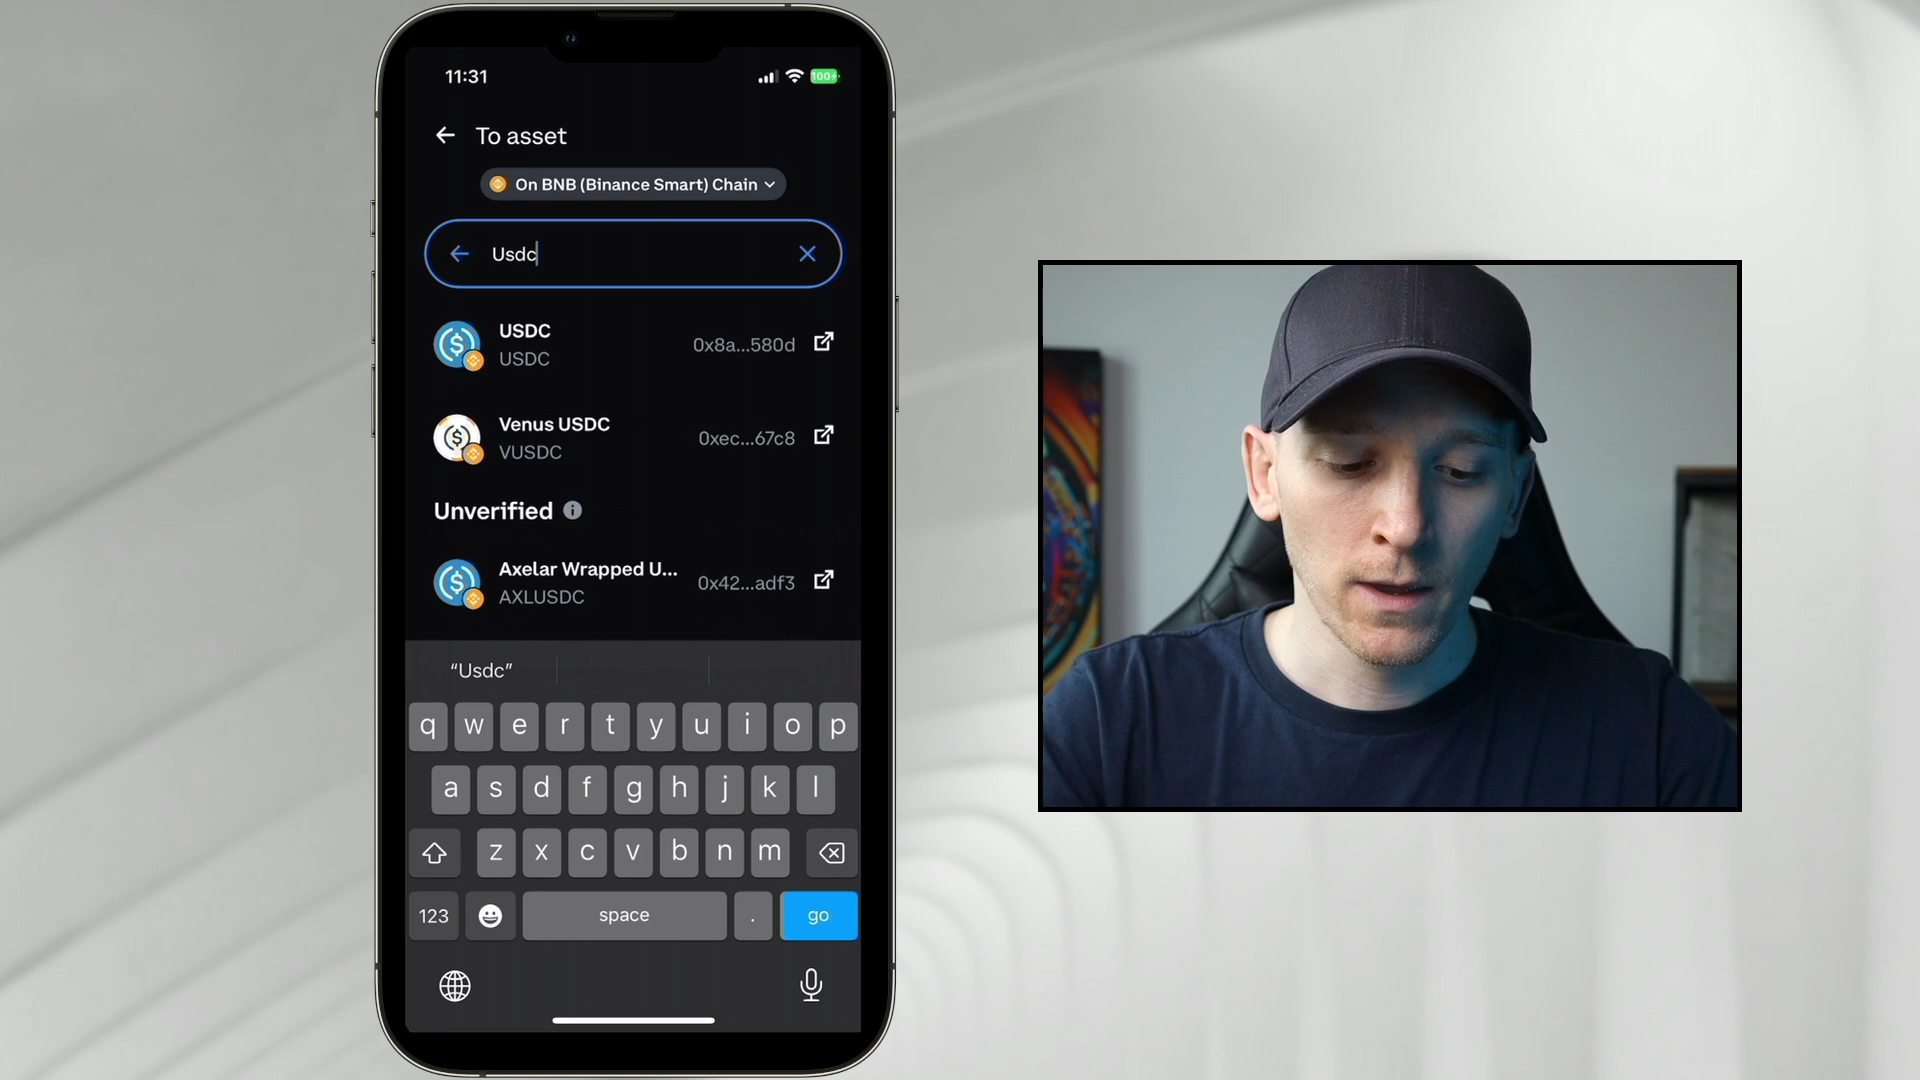 11:31
100
To asset
On BNB (Binance Smart) Chain
Usdc
USDC
USDC
0x8a...580d
Venus USDC
VUSDC
0xec...67c8
Unverified
Axelar Wrapped U...
AXLUSDC
0x42...adf3
“Usdc”
q w e r t y u i o p
a s d f g h j k l
z x c v b n m
123 space . go